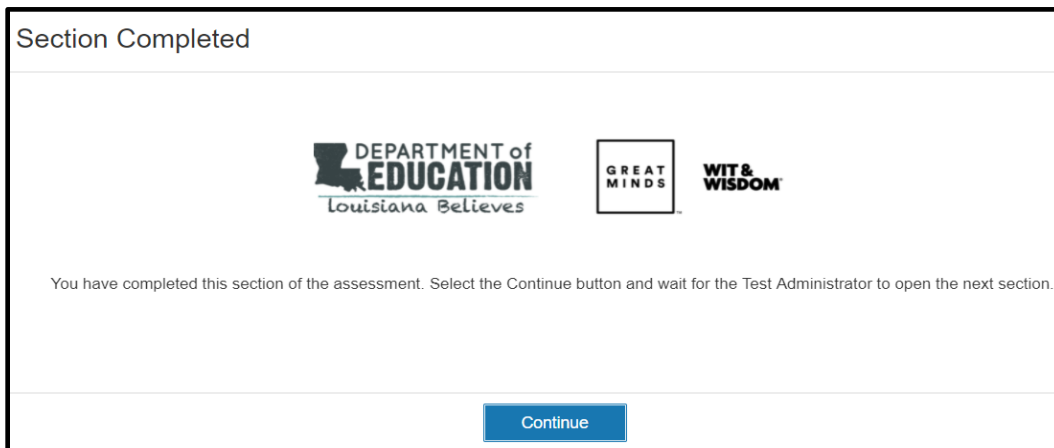 Section Completed
DEPARTMENT of
EDUCATION
Louisiana Believes
GREAT
MINDS
™
WIT &
WISDOM®
You have completed this section of the assessment. Select the Continue button and wait for the Test Administrator to open the next section.
Continue